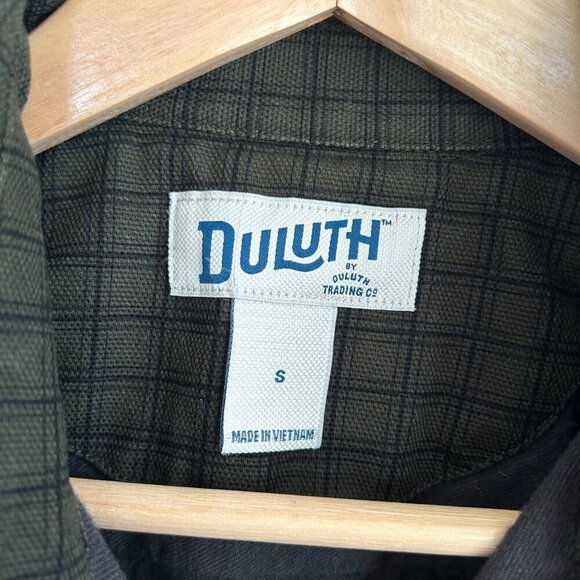 DULUTH™
BY
DULUTH
TRADING Cº
S
MADE IN VIETNAM